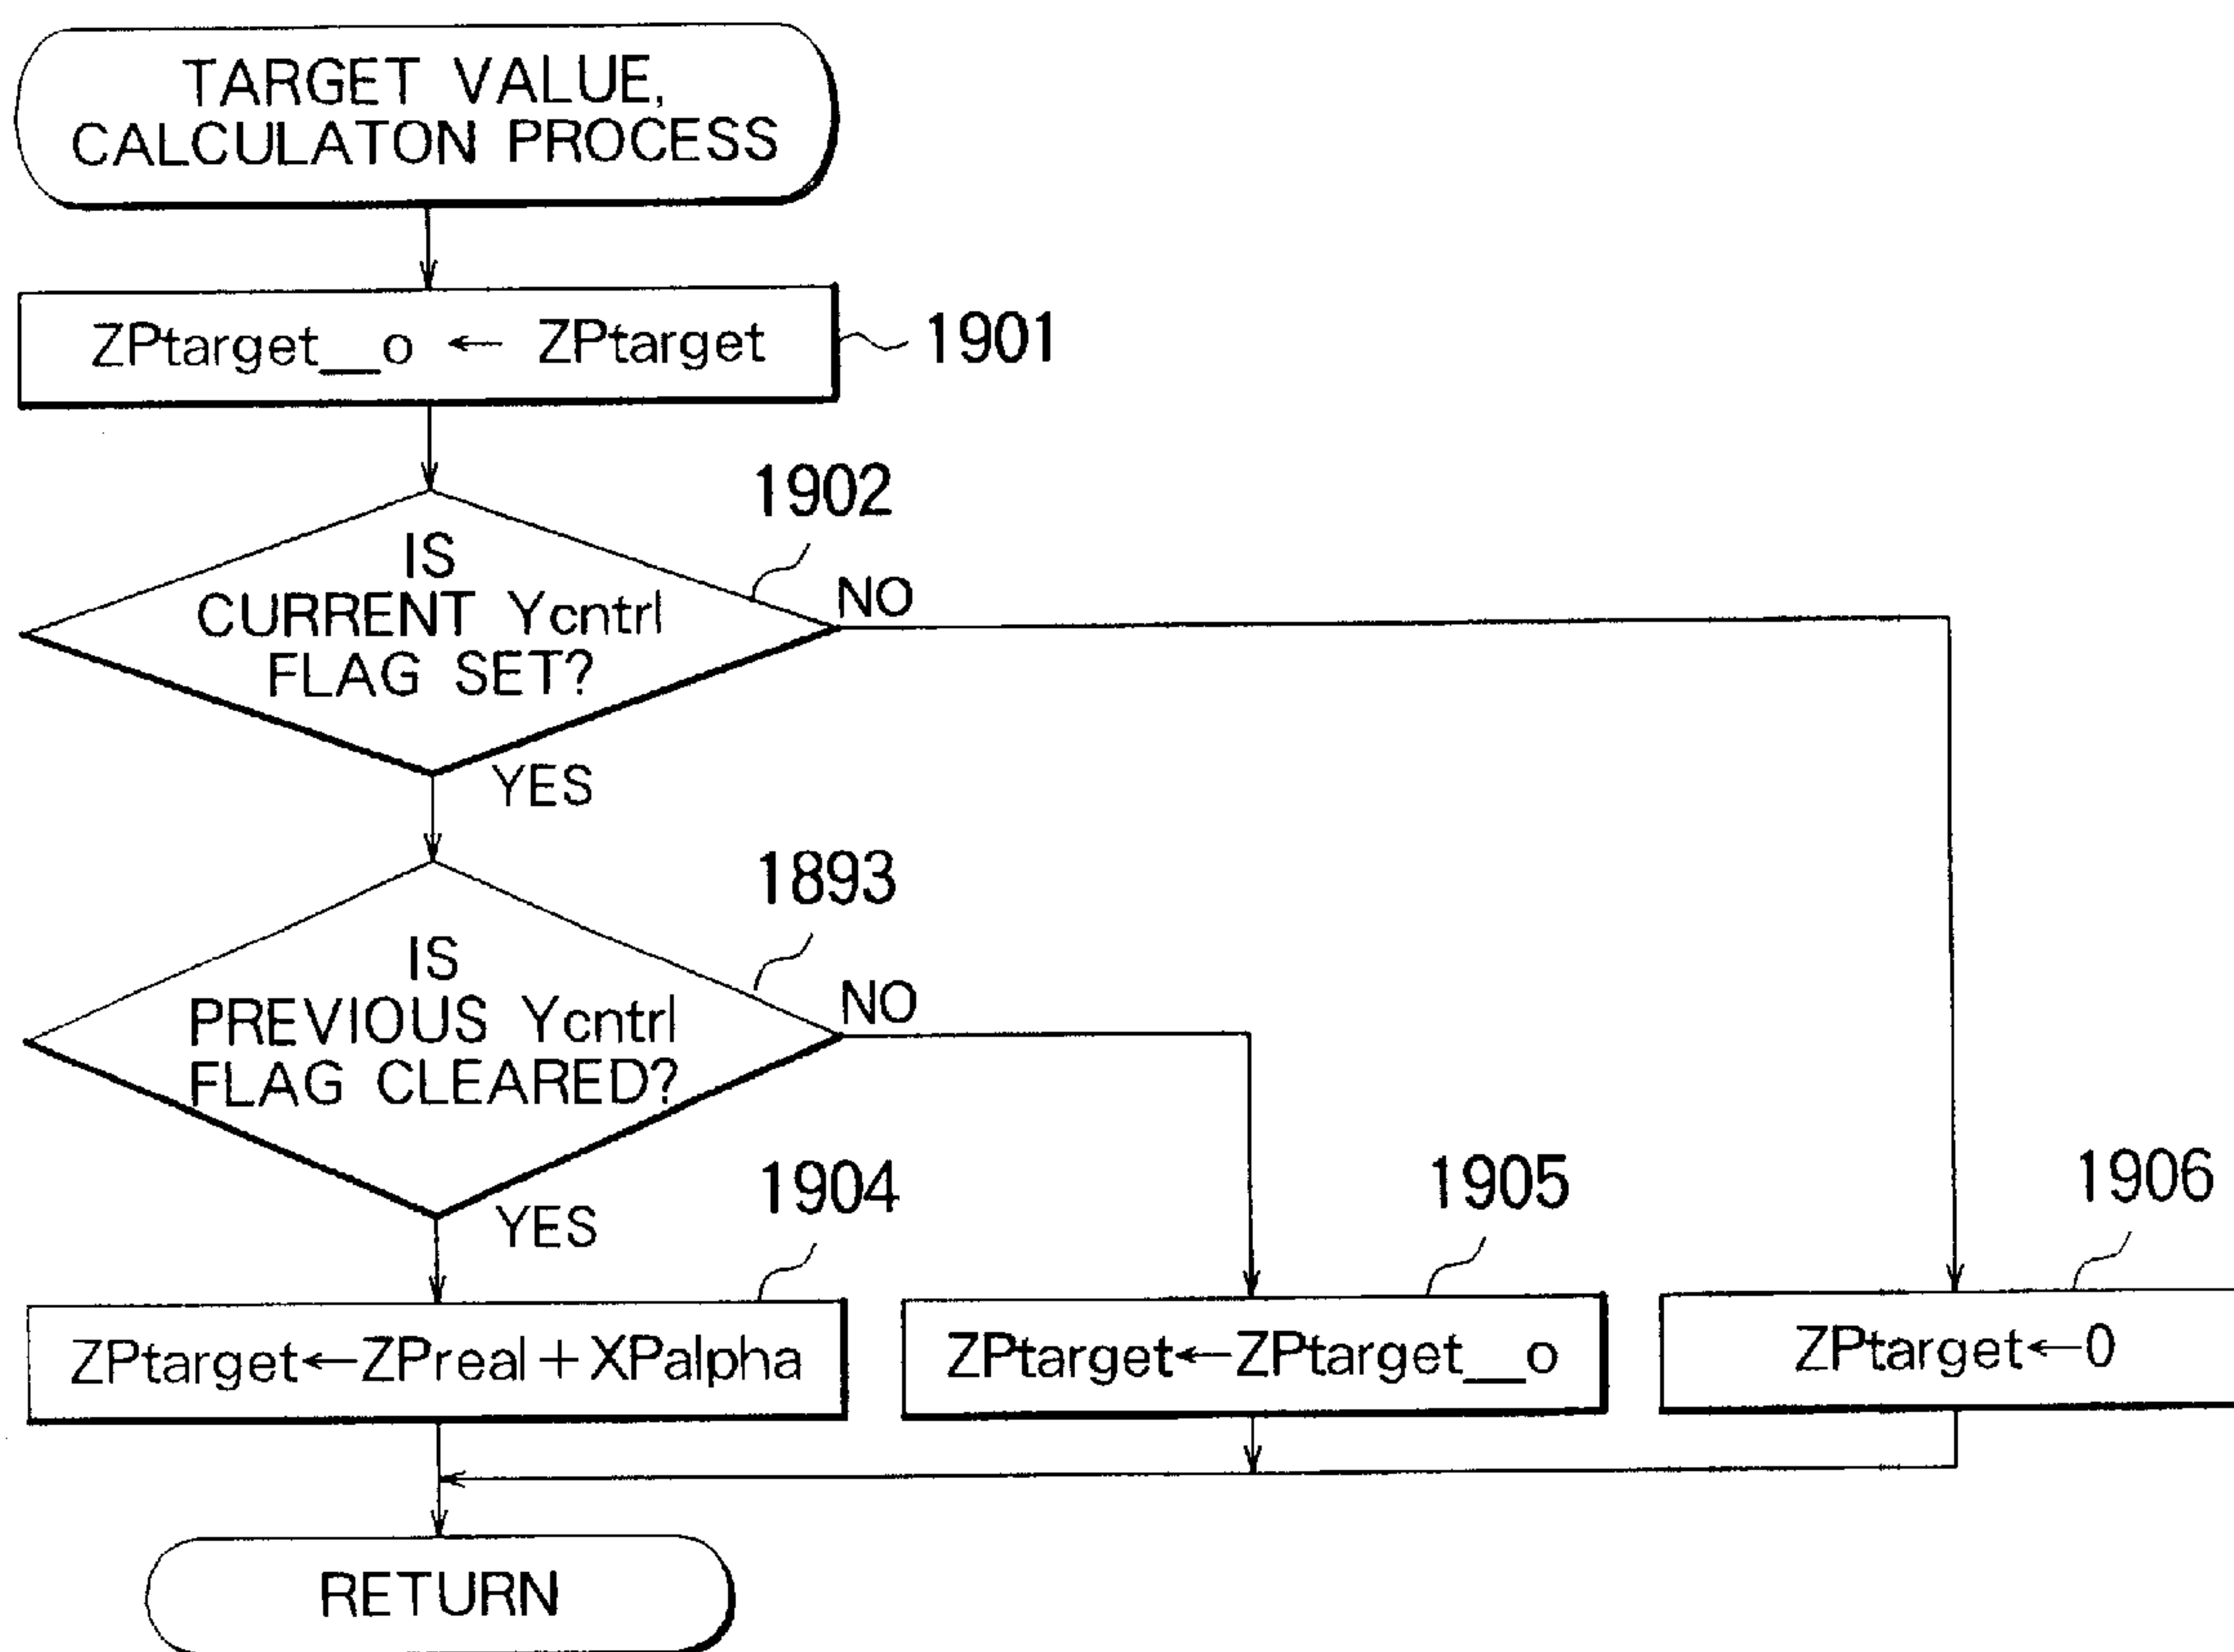 TARGET VALUE,
CALCULATON PROCESS
ZPtarget__o ← ZPtarget
1901
1902
IS
CURRENT Ycntrl
FLAG SET?
NO
YES
1893
IS
PREVIOUS Ycntrl
FLAG CLEARED?
NO
YES
1904
ZPtarget←ZPreal+XPalpha
1905
ZPtarget←ZPtarget__o
1906
ZPtarget←0
RETURN